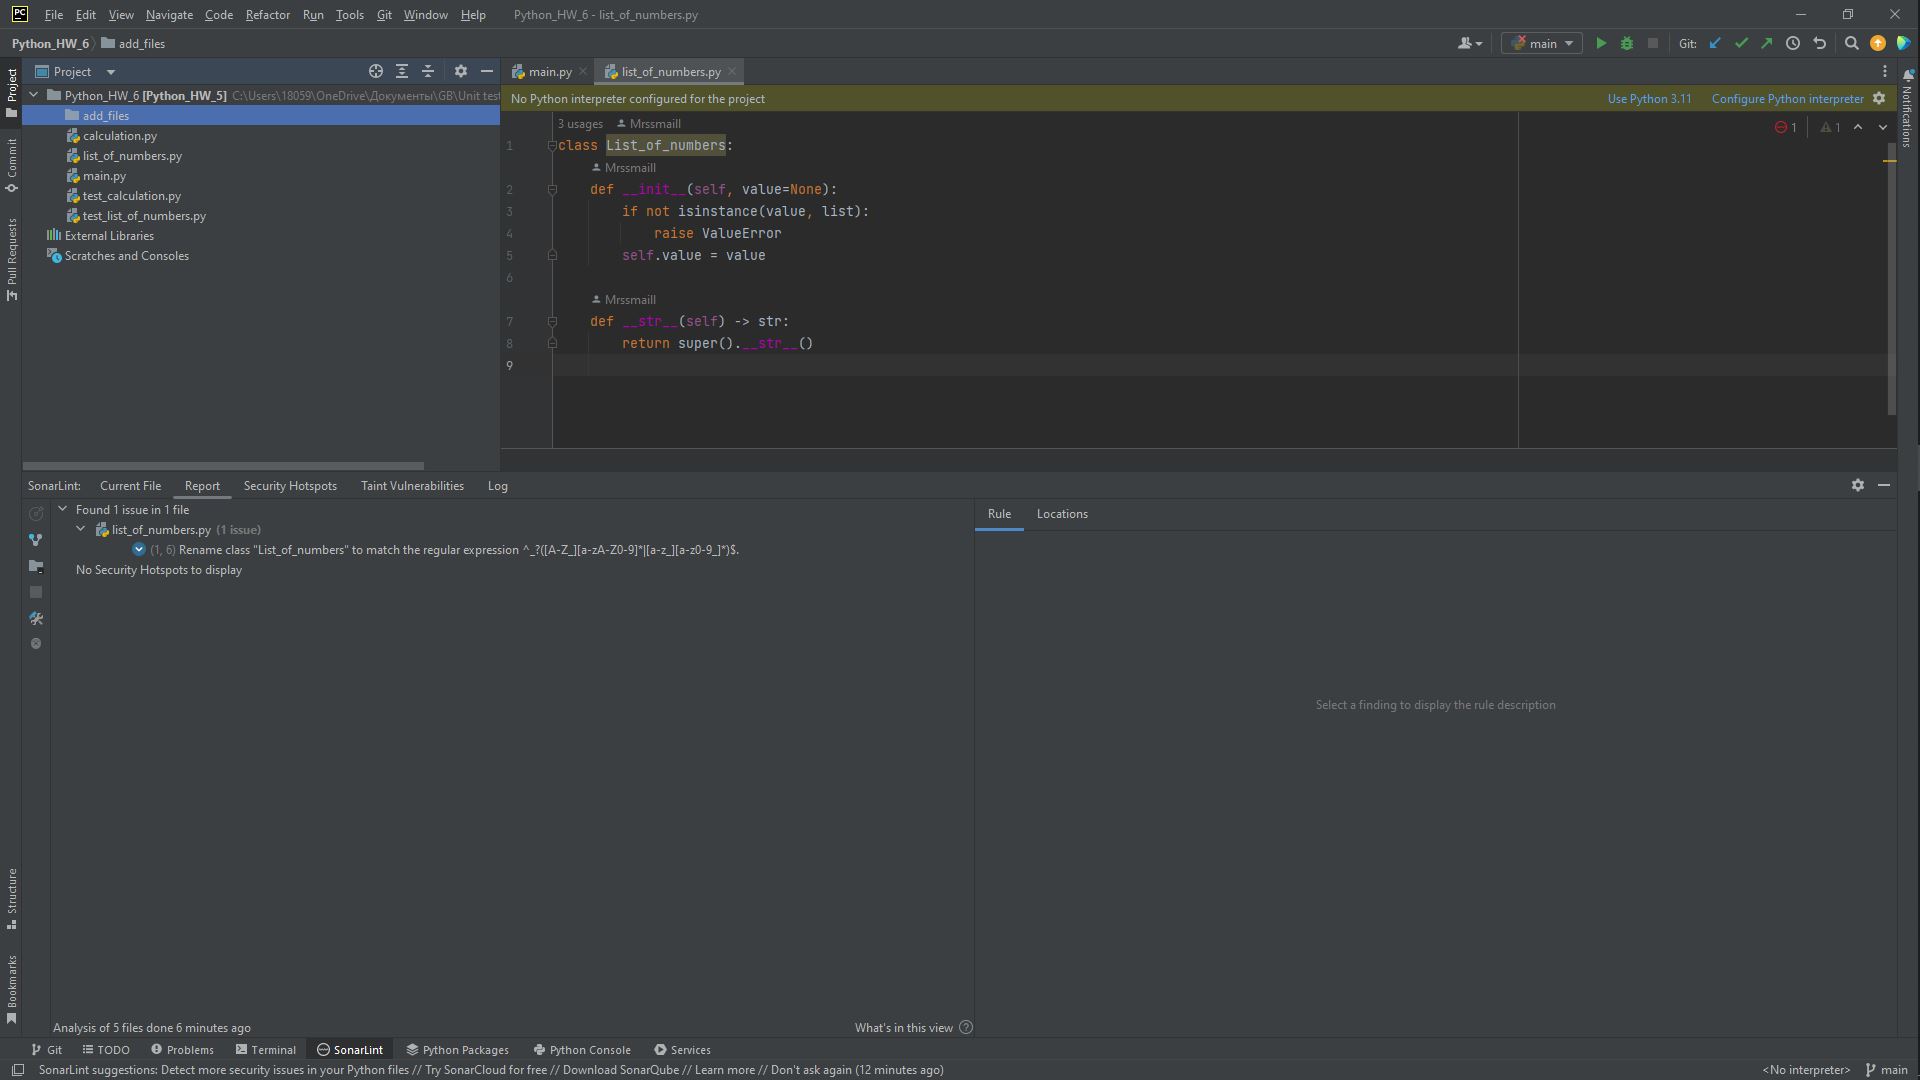 PC File Edit View Navigate Code Refactor Run Tools Git Window Help Python_HW_6 - list_of_numbers.py
Python_HW_6 add_files main Git:
Project
main.py list_of_numbers.py
Python_HW_6 [Python_HW_5] C:\Users\18059\OneDrive\Документы\GB\Unit test
add_files
calculation.py
list_of_numbers.py
main.py
test_calculation.py
test_list_of_numbers.py
External Libraries
Scratches and Consoles
No Python interpreter configured for the project Use Python 3.11 Configure Python interpreter
3 usages Mrssmaill
1 1
1 class List_of_numbers:
Mrssmaill
2 def __init__(self, value=None):
3 if not isinstance(value, list):
4 raise ValueError
5 self.value = value
6
Mrssmaill
7 def __str__(self) -> str:
8 return super().__str__()
9
Project
Commit
Pull Requests
Structure
Bookmarks
Notifications
SonarLint: Current File Report Security Hotspots Taint Vulnerabilities Log
Found 1 issue in 1 file
list_of_numbers.py (1 issue)
(1, 6) Rename class "List_of_numbers" to match the regular expression ^_?([A-Z_][a-zA-Z0-9]*|[a-z_][a-z0-9_]*)$.
No Security Hotspots to display
Rule Locations
Select a finding to display the rule description
Analysis of 5 files done 6 minutes ago What's in this view
Git TODO Problems Terminal SonarLint Python Packages Python Console Services
SonarLint suggestions: Detect more security issues in your Python files // Try SonarCloud for free // Download SonarQube // Learn more // Don't ask again (12 minutes ago) <No interpreter> main